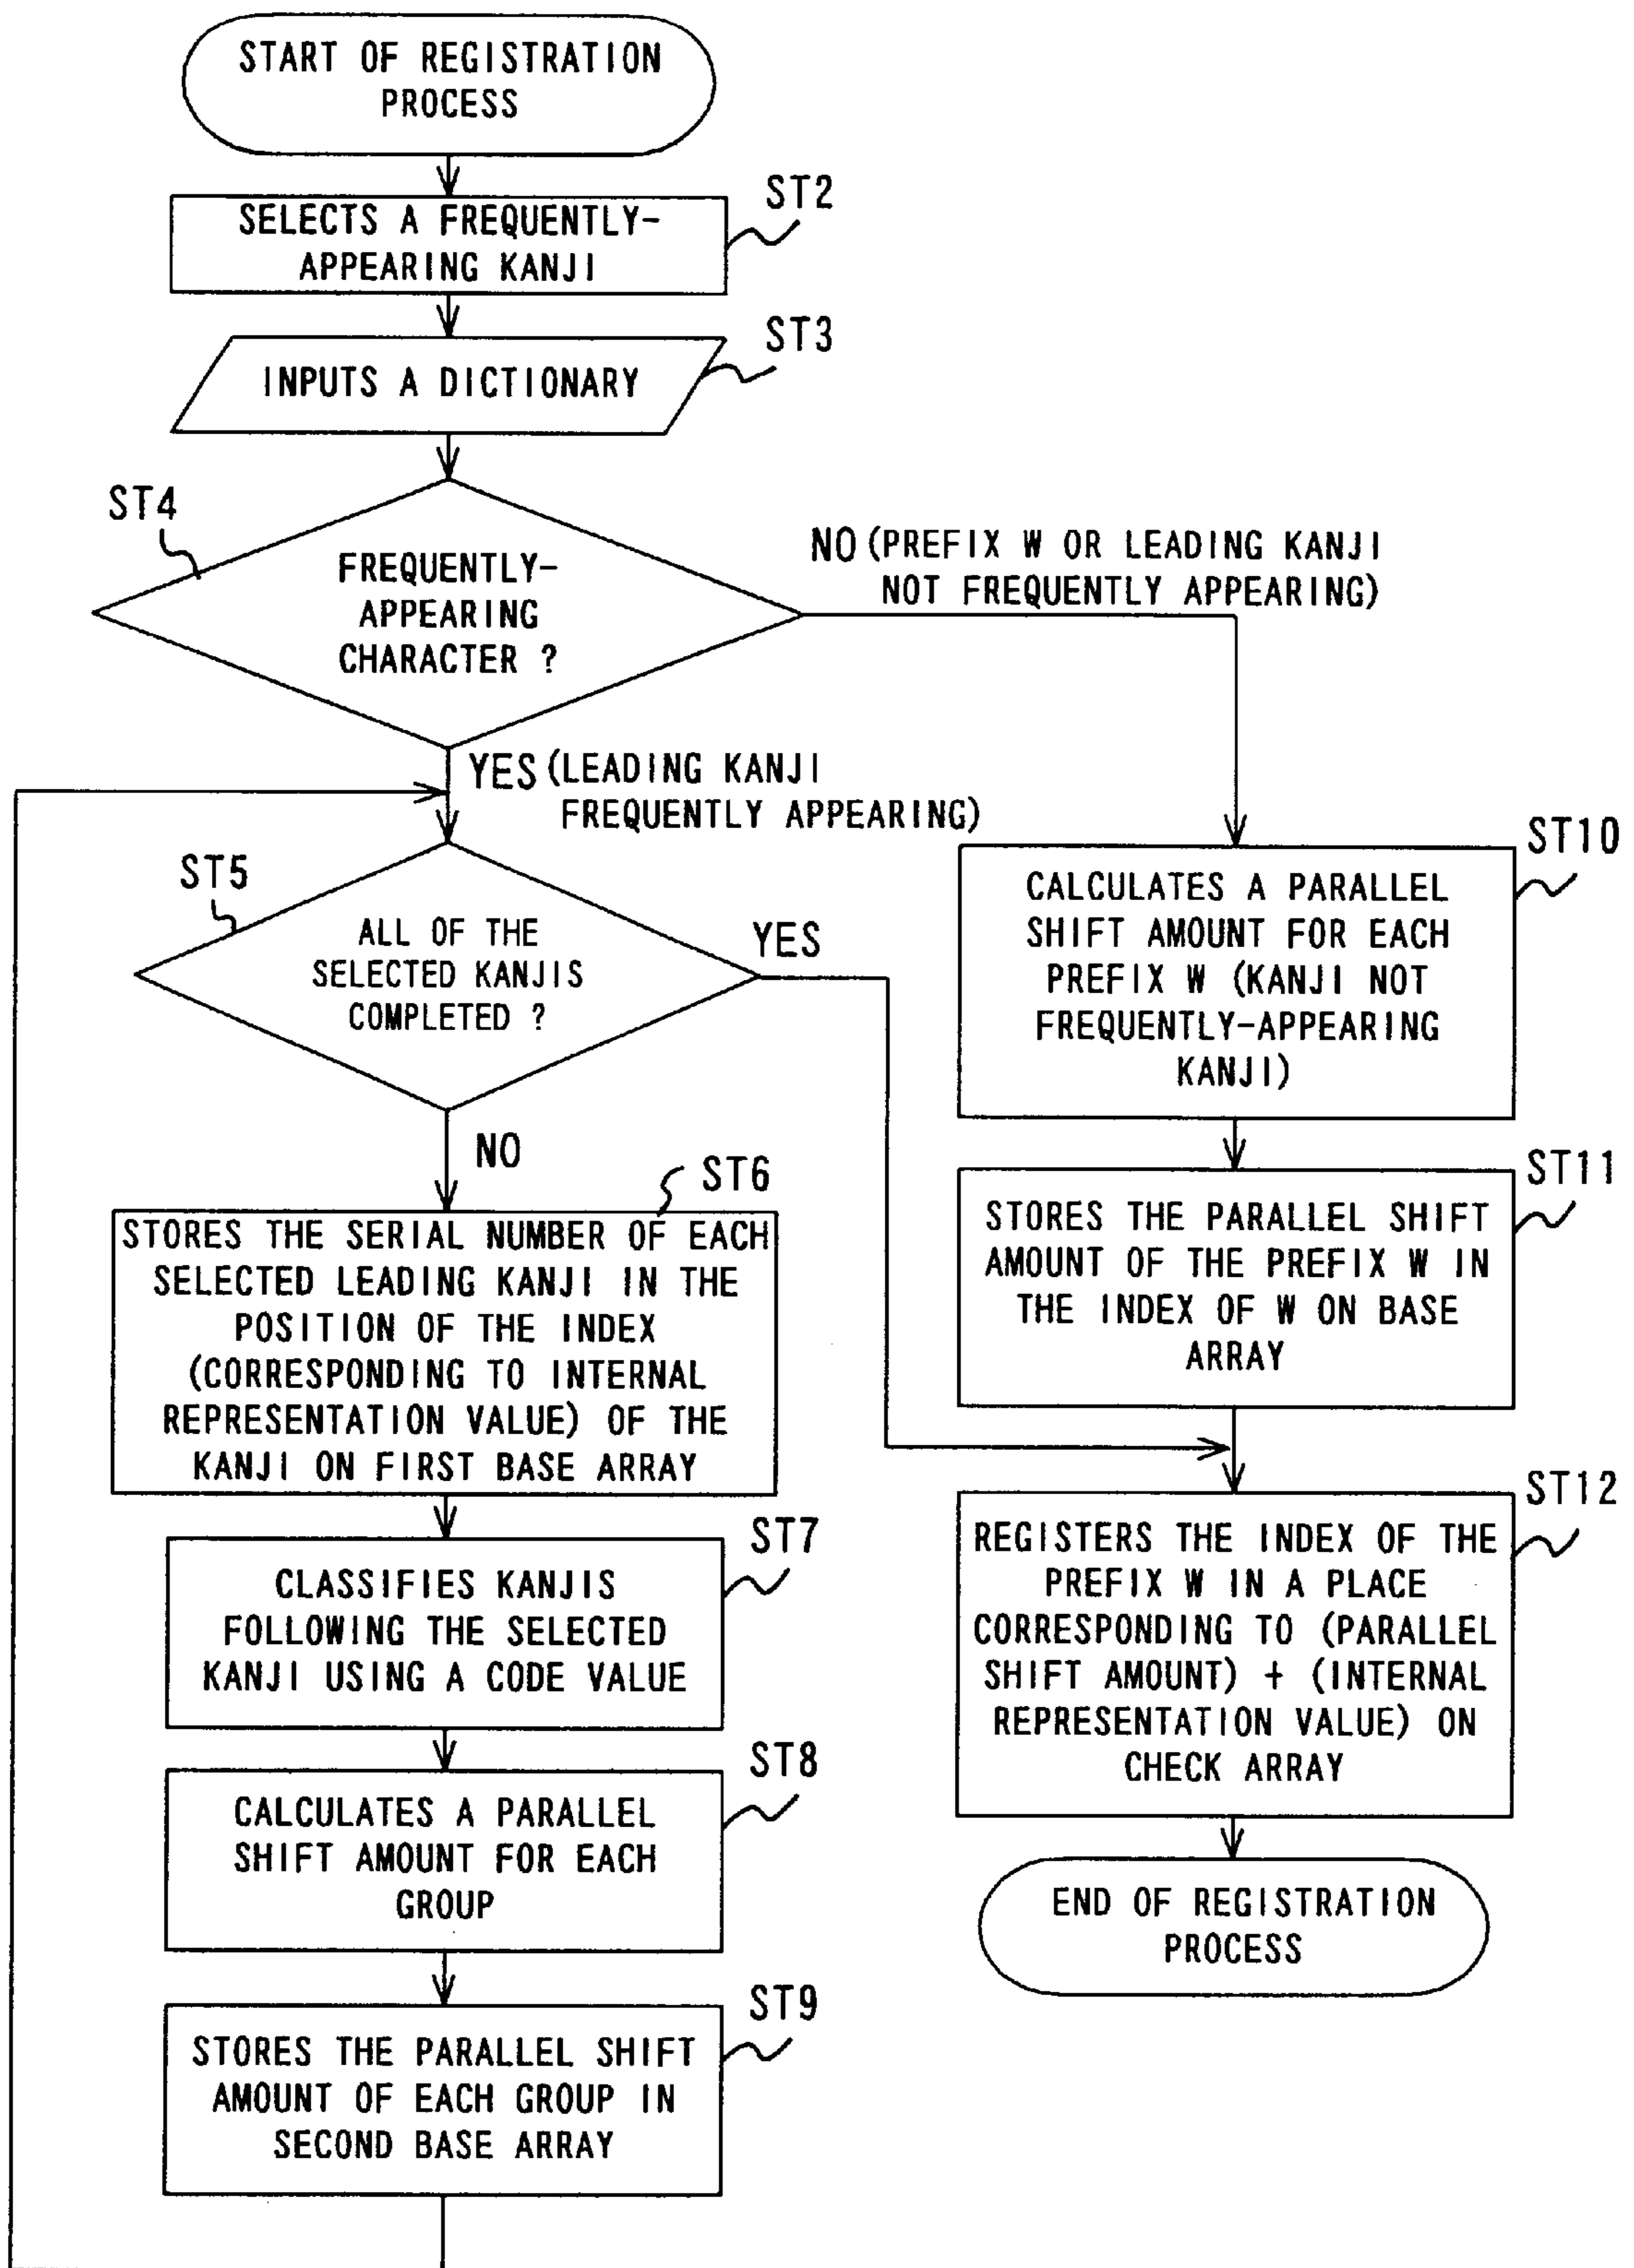 START OF REGISTRATION
PROCESS
ST2
SELECTS A FREQUENTLY-
APPEARING KANJI
ST3
INPUTS A DICTIONARY
ST4
FREQUENTLY-
APPEARING
CHARACTER ?
NO (PREFIX W OR LEADING KANJI
NOT FREQUENTLY APPEARING)
YES (LEADING KANJI
FREQUENTLY APPEARING)
ST5
ALL OF THE
SELECTED KANJIS
COMPLETED ?
YES
NO
ST6
STORES THE SERIAL NUMBER OF EACH
SELECTED LEADING KANJI IN THE
POSITION OF THE INDEX
(CORRESPONDING TO INTERNAL
REPRESENTATION VALUE) OF THE
KANJI ON FIRST BASE ARRAY
ST7
CLASSIFIES KANJIS
FOLLOWING THE SELECTED
KANJI USING A CODE VALUE
ST8
CALCULATES A PARALLEL
SHIFT AMOUNT FOR EACH
GROUP
ST9
STORES THE PARALLEL SHIFT
AMOUNT OF EACH GROUP IN
SECOND BASE ARRAY
ST10
CALCULATES A PARALLEL
SHIFT AMOUNT FOR EACH
PREFIX W (KANJI NOT
FREQUENTLY-APPEARING
KANJI)
ST11
STORES THE PARALLEL SHIFT
AMOUNT OF THE PREFIX W IN
THE INDEX OF W ON BASE
ARRAY
ST12
REGISTERS THE INDEX OF THE
PREFIX W IN A PLACE
CORRESPONDING TO (PARALLEL
SHIFT AMOUNT) + (INTERNAL
REPRESENTATION VALUE) ON
CHECK ARRAY
END OF REGISTRATION
PROCESS